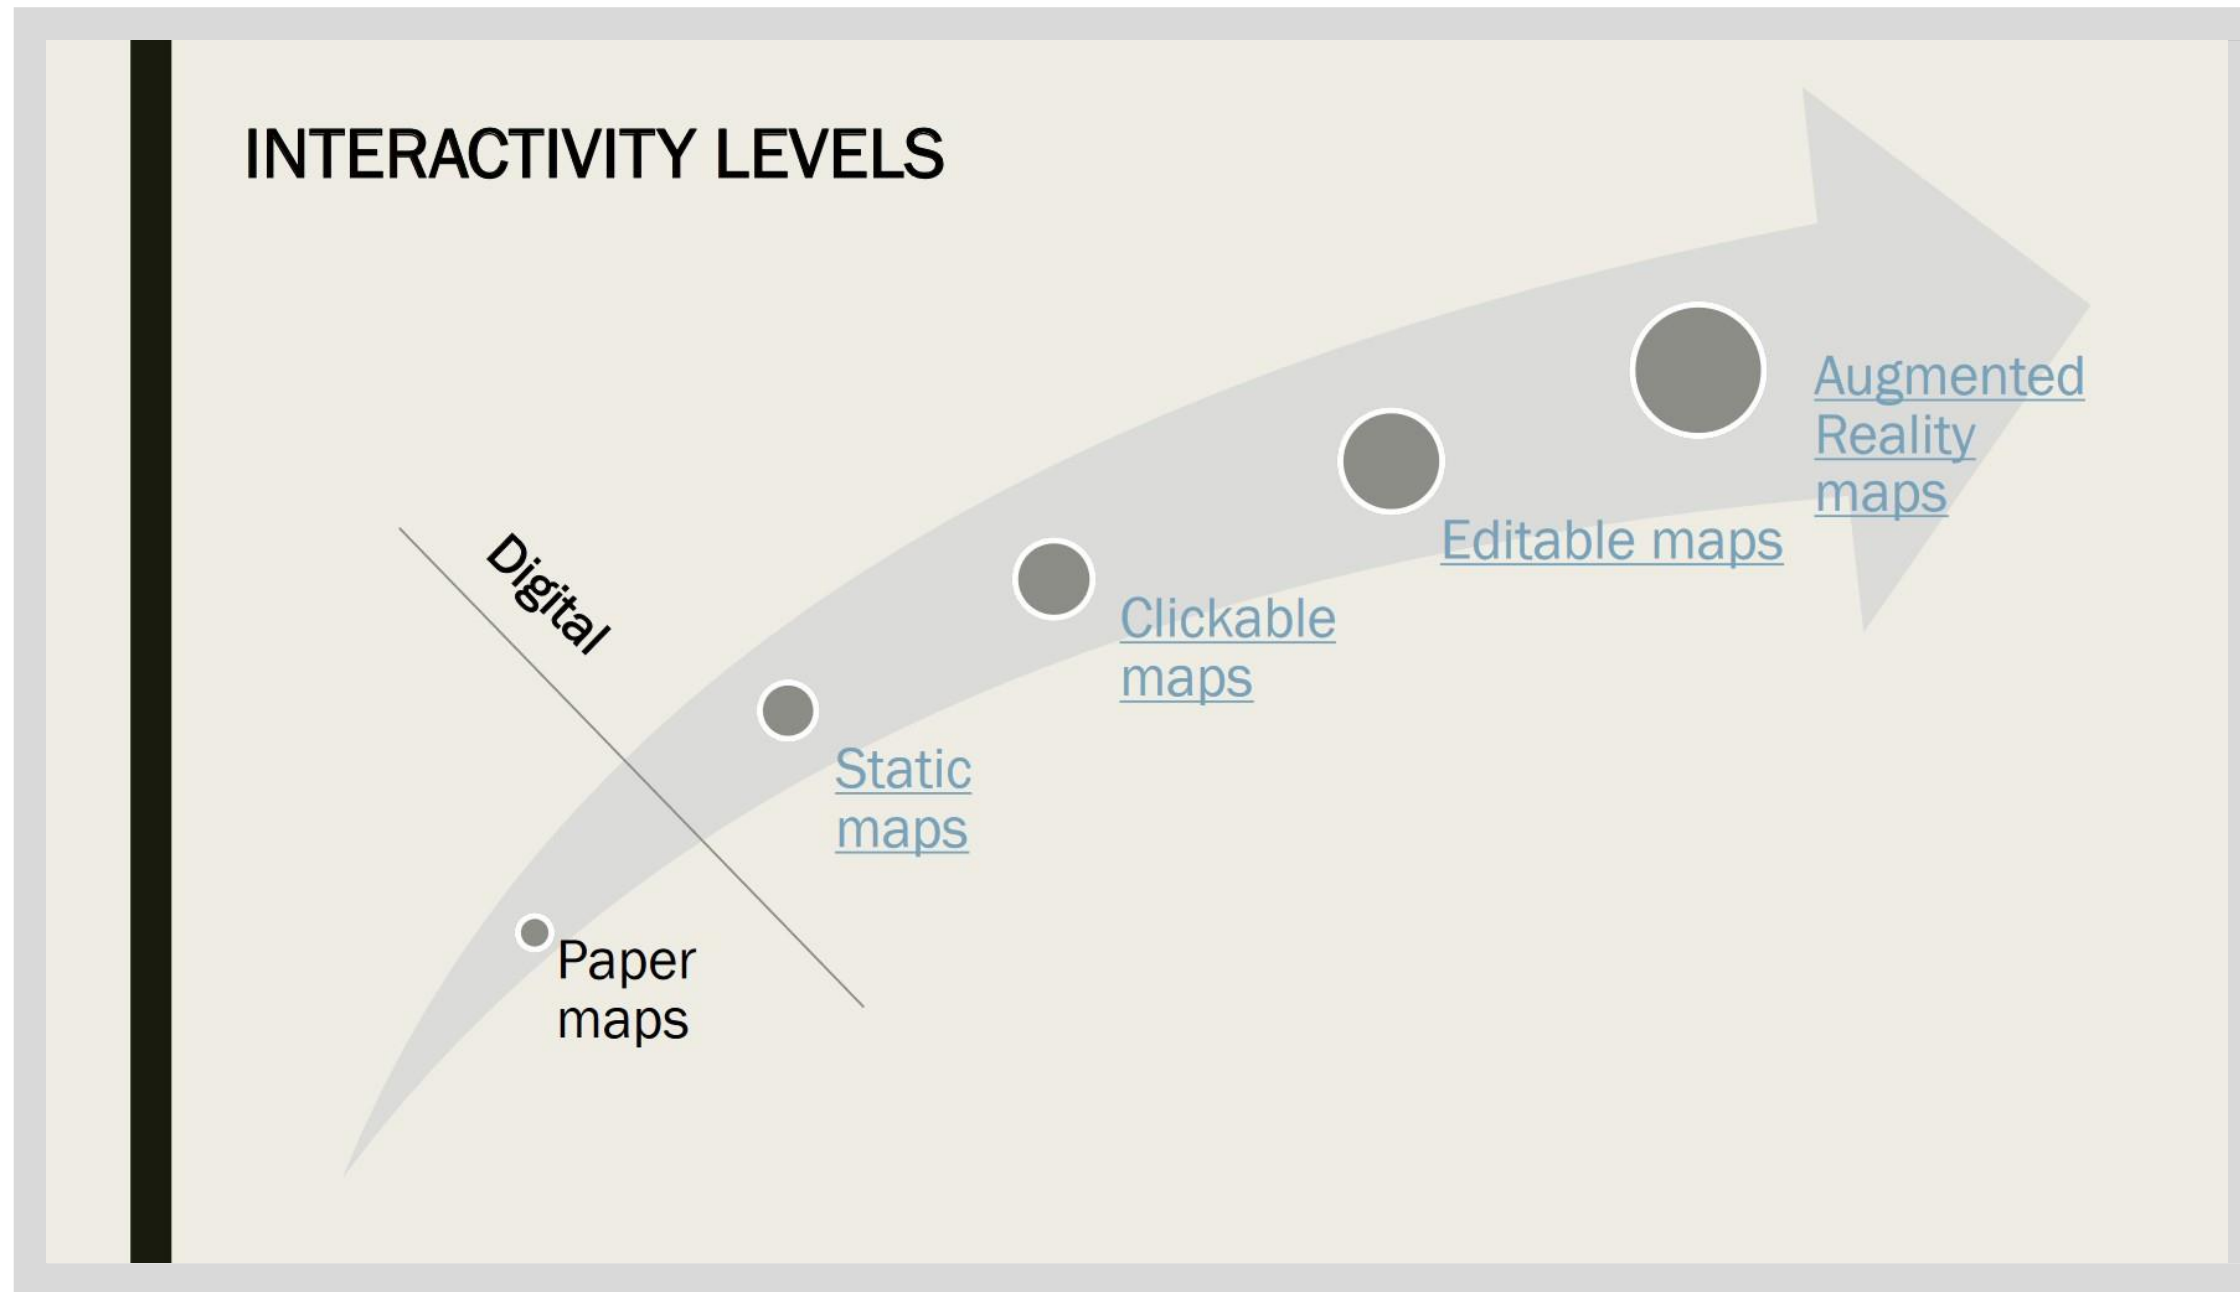 INTERACTIVITY LEVELS
Digital
Paper
maps
Static
maps
Clickable
maps
Editable maps
Augmented
Reality
maps